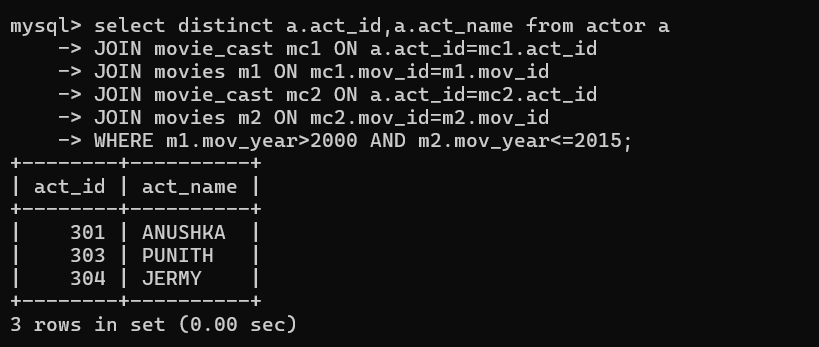 mysql> select distinct a.act_id,a.act_name from actor a
    -> JOIN movie_cast mc1 ON a.act_id=mc1.act_id
    -> JOIN movies m1 ON mc1.mov_id=m1.mov_id
    -> JOIN movie_cast mc2 ON a.act_id=mc2.act_id
    -> JOIN movies m2 ON mc2.mov_id=m2.mov_id
    -> WHERE m1.mov_year>2000 AND m2.mov_year<=2015;
+--------+----------+
| act_id | act_name |
+--------+----------+
|    301 | ANUSHKA  |
|    303 | PUNITH   |
|    304 | JERMY    |
+--------+----------+
3 rows in set (0.00 sec)